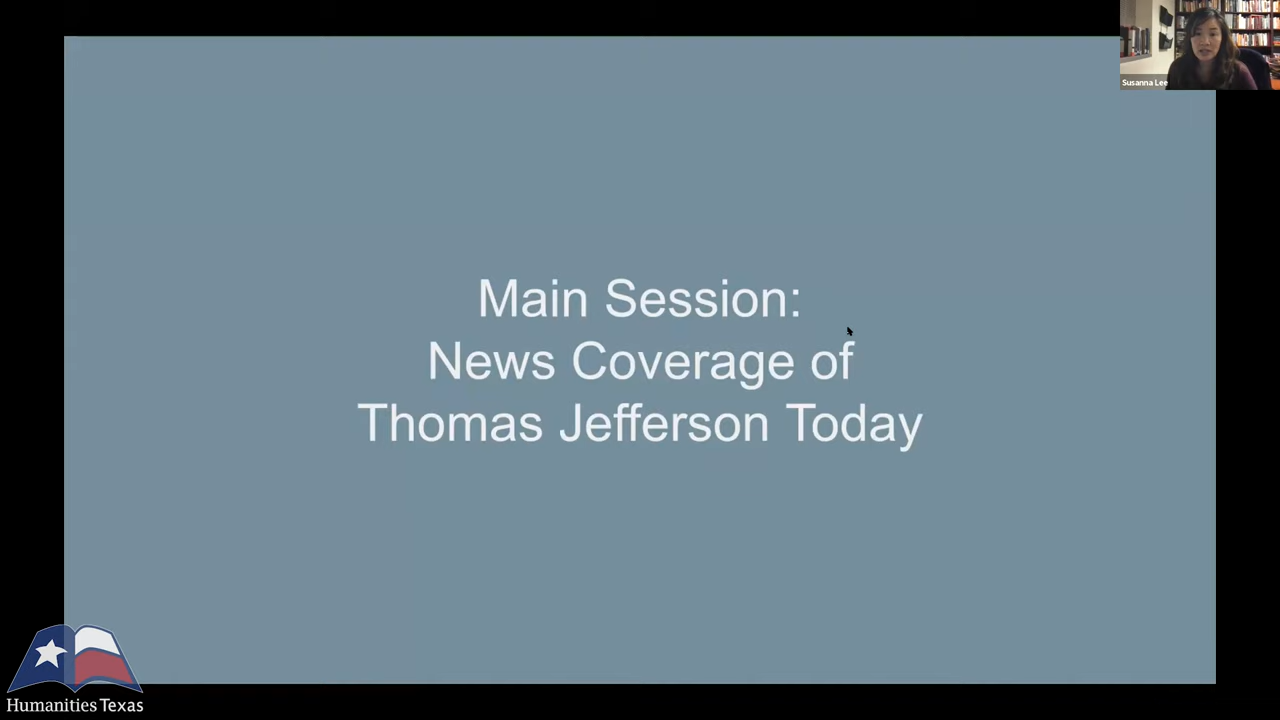 Susanna Lee
Main Session:
News Coverage of
Thomas Jefferson Today
Humanities Texas